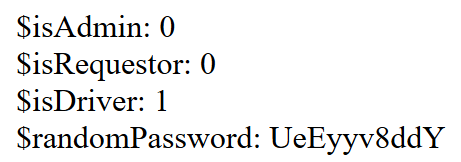 $isAdmin: 0
$isRequestor: 0
$isDriver: 1
$randomPassword: UeEyyv8ddY